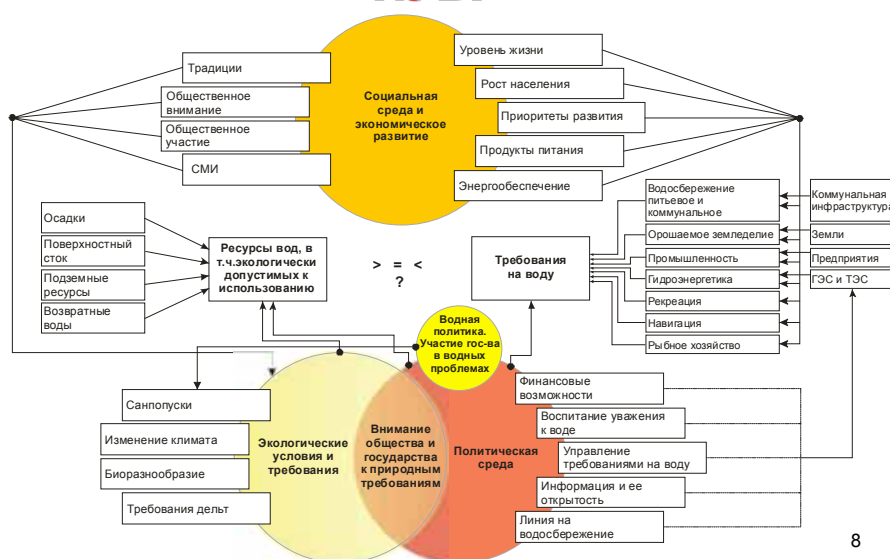 Традиции
Общественное
внимание
Общественное
участие
СМИ
Социальная
среда и
экономическое
развитие
Уровень жизни
Рост населения
Приоритеты развития
Продукты питания
Энергообеспечение
Осадки
Поверхностный
сток
Подземные
ресурсы
Возвратные
воды
Ресурсы вод, в
т.ч.экологически
допустимых к
использованию
> = <
?
Требования
на воду
Водосбережение
питьевое и
коммунальное
Орошаемое земледелие
Промышленность
Гидроэнергетика
Рекреация
Навигация
Рыбное хозяйство
Коммунальная
инфраструктура
Земли
Предприятия
ГЭС и ТЭС
Водная
политика.
Участие гос-ва
в водных
проблемах
Санпопуски
Изменение климата
Биоразнообразие
Требования дельт
Экологические
условия и
требования
Внимание
общества и
государства
к природным
требованиям
Политическая
среда
Финансовые
возможности
Воспитание уважения
к воде
Управление
требованиями на воду
Информация и ее
открытость
Линия на
водосбережение
8